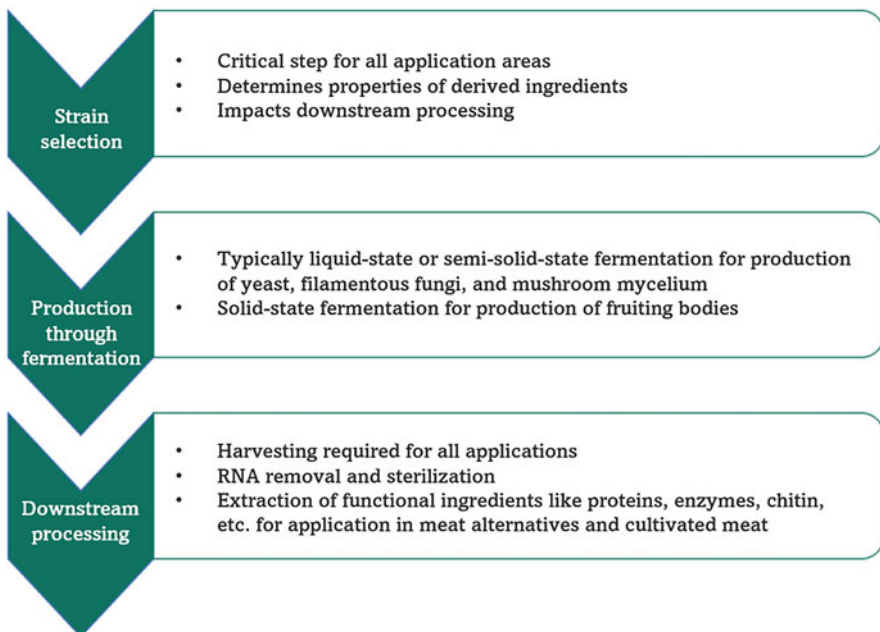 Strain
selection
• Critical step for all application areas
• Determines properties of derived ingredients
• Impacts downstream processing
Production
through
fermentation
• Typically liquid-state or semi-solid-state fermentation for production
of yeast, filamentous fungi, and mushroom mycelium
• Solid-state fermentation for production of fruiting bodies
Downstream
processing
• Harvesting required for all applications
• RNA removal and sterilization
• Extraction of functional ingredients like proteins, enzymes, chitin,
etc. for application in meat alternatives and cultivated meat